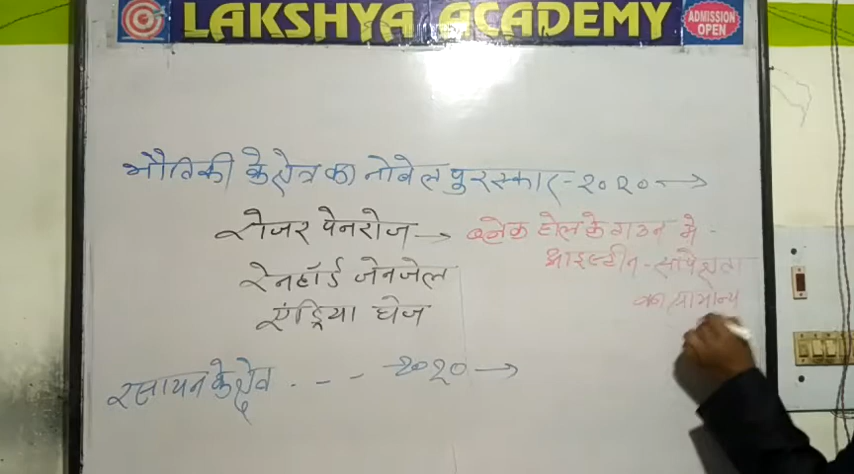 LAKSHYA ACADEMY
ADMISSION OPEN
भौतिकी के क्षेत्र का नोबेल पुरस्कार - २०२० →
रोजर पेनरोज → ब्लेक होल के गठन मे -
आइंस्टीन - सापेक्षता
का सामान्य
रेनहॉर्ड जेनजेल
एंड्रिया घेज
रसायन के क्षेत्र . - - - २०२० →